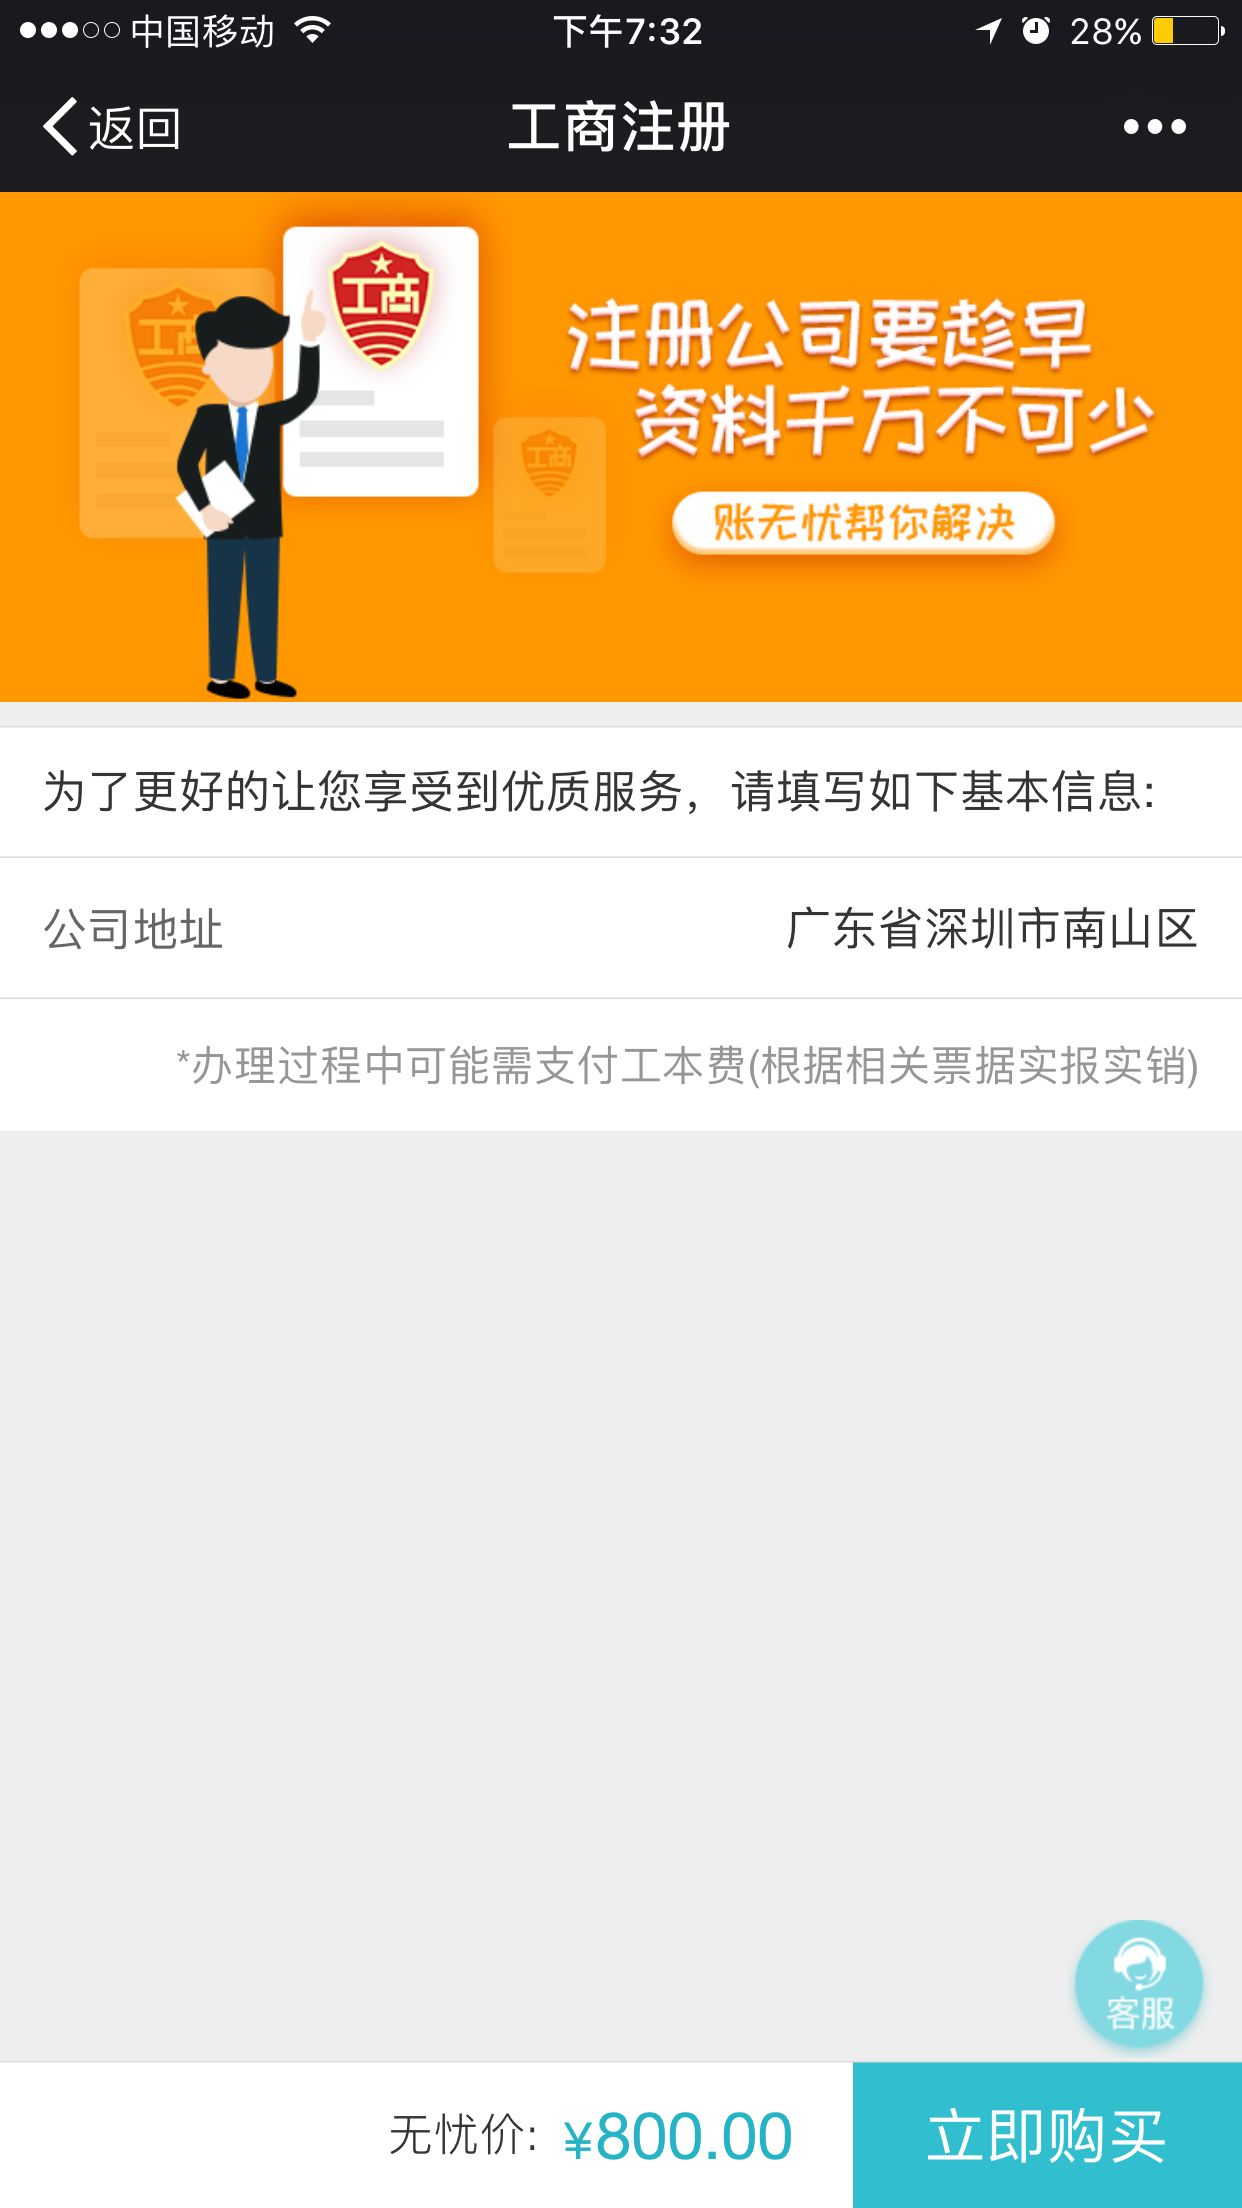 中国移动
下午7:32
28%
返回
工商注册
工商
工商
工商
注册公司要趁早
资料千万不可少
账无忧帮你解决
为了更好的让您享受到优质服务，请填写如下基本信息:
公司地址
广东省深圳市南山区
*办理过程中可能需支付工本费(根据相关票据实报实销)
客服
无忧价: ¥800.00
立即购买